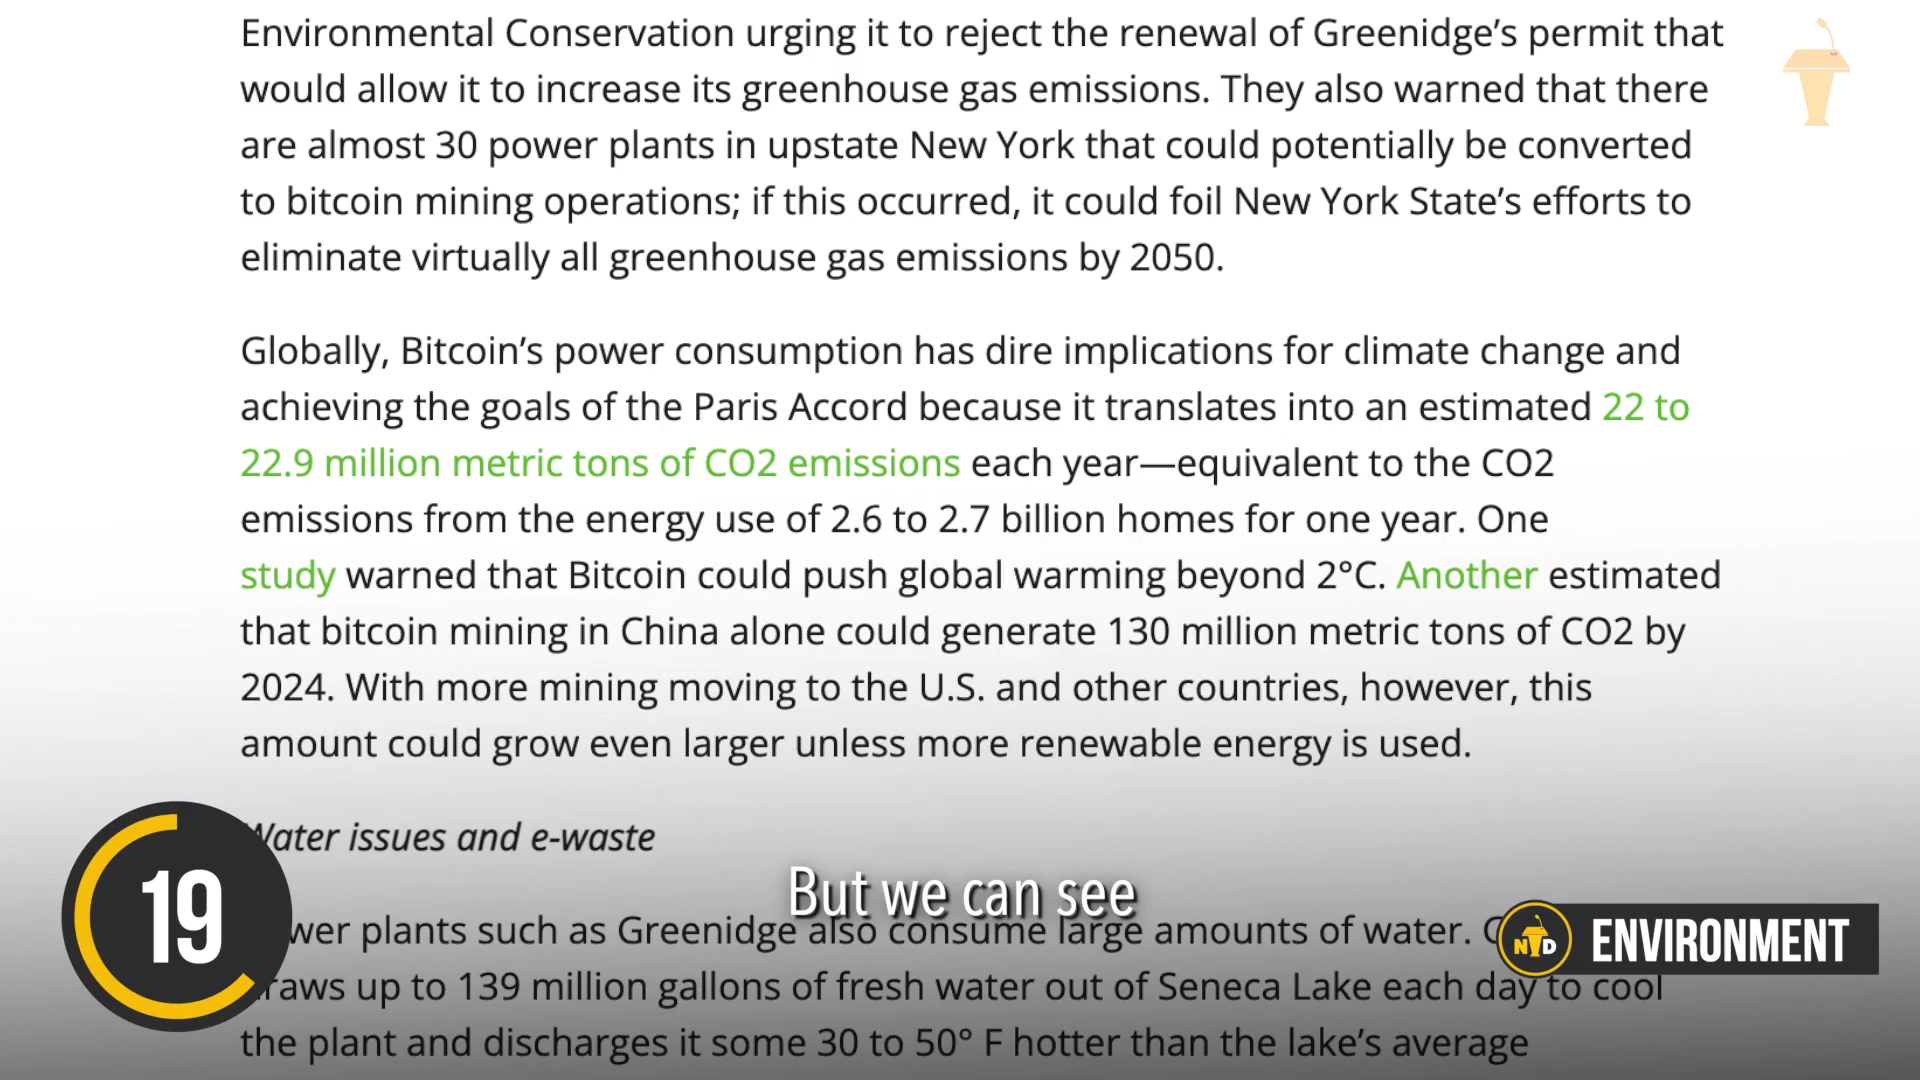 Environmental Conservation urging it to reject the renewal of Greenidge’s permit that
would allow it to increase its greenhouse gas emissions. They also warned that there
are almost 30 power plants in upstate New York that could potentially be converted
to bitcoin mining operations; if this occurred, it could foil New York State’s efforts to
eliminate virtually all greenhouse gas emissions by 2050.
Globally, Bitcoin’s power consumption has dire implications for climate change and
achieving the goals of the Paris Accord because it translates into an estimated 22 to
22.9 million metric tons of CO2 emissions each year—equivalent to the CO2
emissions from the energy use of 2.6 to 2.7 billion homes for one year. One
study warned that Bitcoin could push global warming beyond 2°C. Another estimated
that bitcoin mining in China alone could generate 130 million metric tons of CO2 by
2024. With more mining moving to the U.S. and other countries, however, this
amount could grow even larger unless more renewable energy is used.
Water issues and e-waste
19
But we can see
plants such as Greenidge also consume large amounts of water.
NTD ENVIRONMENT
up to 139 million gallons of fresh water out of Seneca Lake each day to cool
the plant and discharges it some 30 to 50° F hotter than the lake’s average